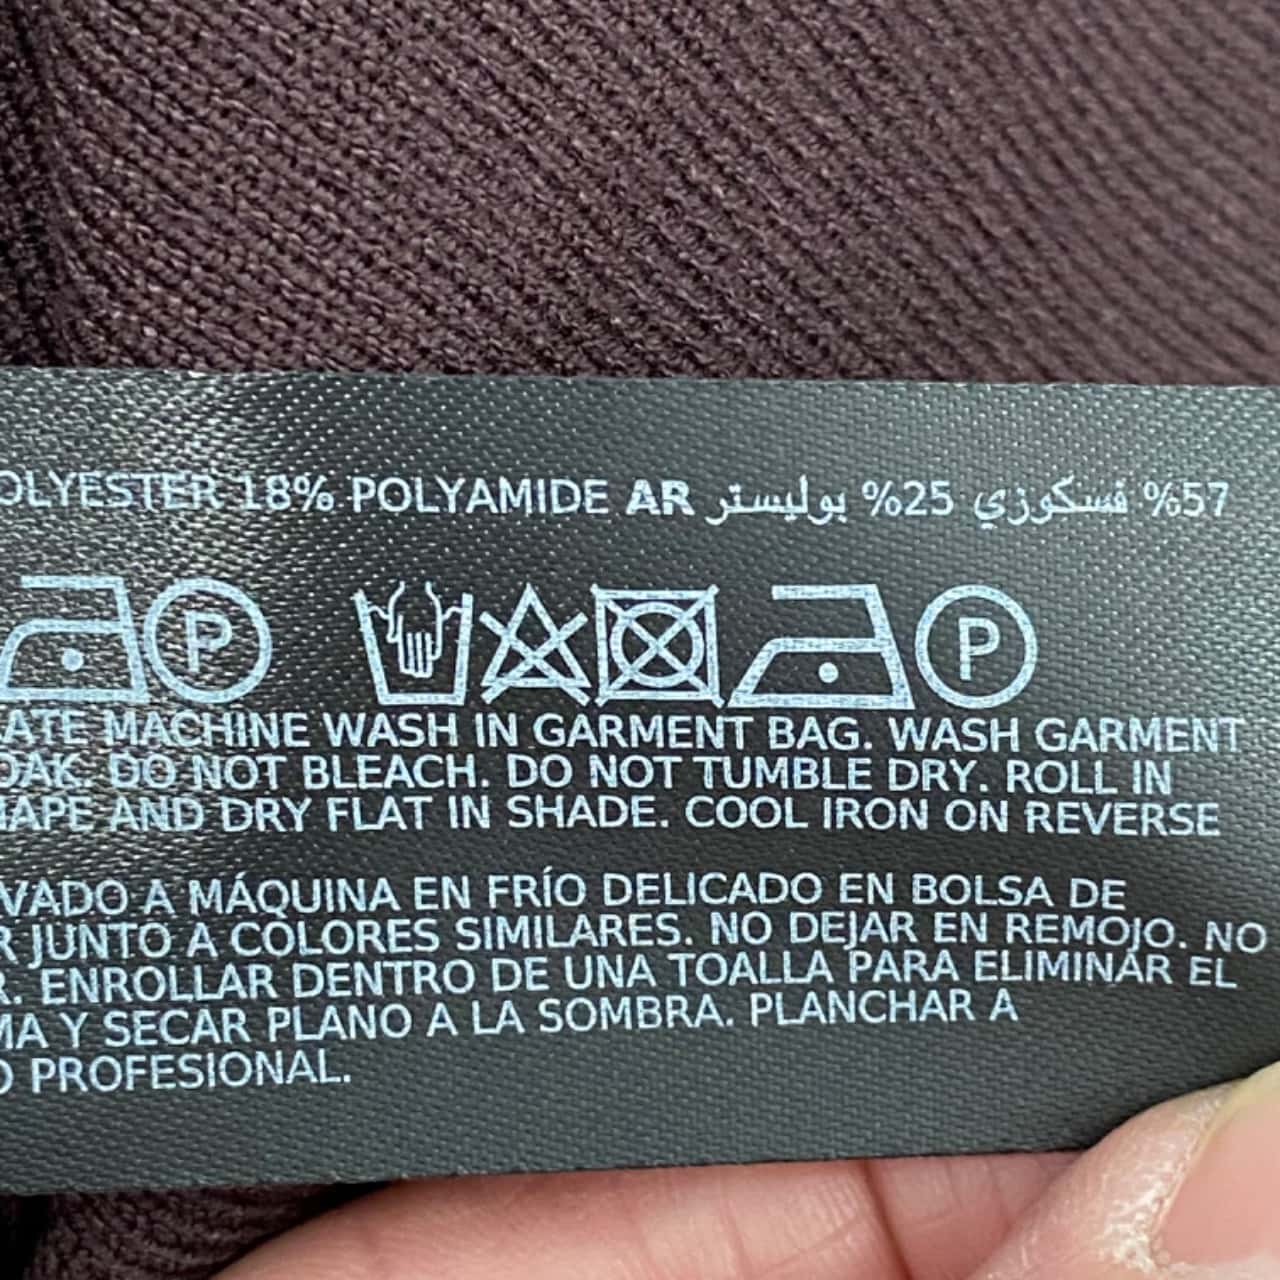 OLYESTER 18% POLYAMIDE AR 57% فسكوزي 25% بوليستر
P P
ATE MACHINE WASH IN GARMENT BAG. WASH GARMENT
OAK. DO NOT BLEACH. DO NOT TUMBLE DRY. ROLL IN
HAPE AND DRY FLAT IN SHADE. COOL IRON ON REVERSE
VADO A MÁQUINA EN FRÍO DELICADO EN BOLSA DE
R JUNTO A COLORES SIMILARES. NO DEJAR EN REMOJO. NO
R. ENROLLAR DENTRO DE UNA TOALLA PARA ELIMINAR EL
MA Y SECAR PLANO A LA SOMBRA. PLANCHAR A
O PROFESIONAL.